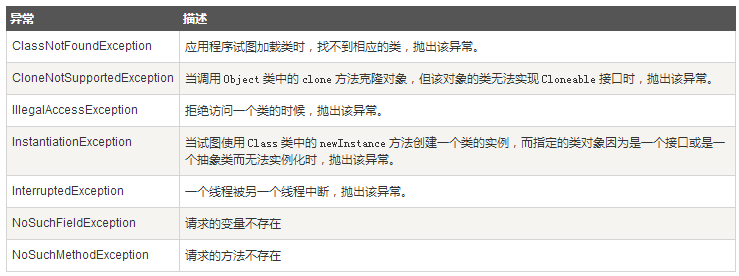 异常 描述
ClassNotFoundException 应用程序试图加载类时，找不到相应的类，抛出该异常。
CloneNotSupportedException 当调用 Object 类中的 clone 方法克隆对象，但该对象的类无法实现 Cloneable 接口时，抛出该异常。
IllegalAccessException 拒绝访问一个类的时候，抛出该异常。
InstantiationException 当试图使用 Class 类中的 newInstance 方法创建一个类的实例，而指定的类对象因为是一个接口或是一
个抽象类而无法实例化时，抛出该异常。
InterruptedException 一个线程被另一个线程中断，抛出该异常。
NoSuchFieldException 请求的变量不存在
NoSuchMethodException 请求的方法不存在